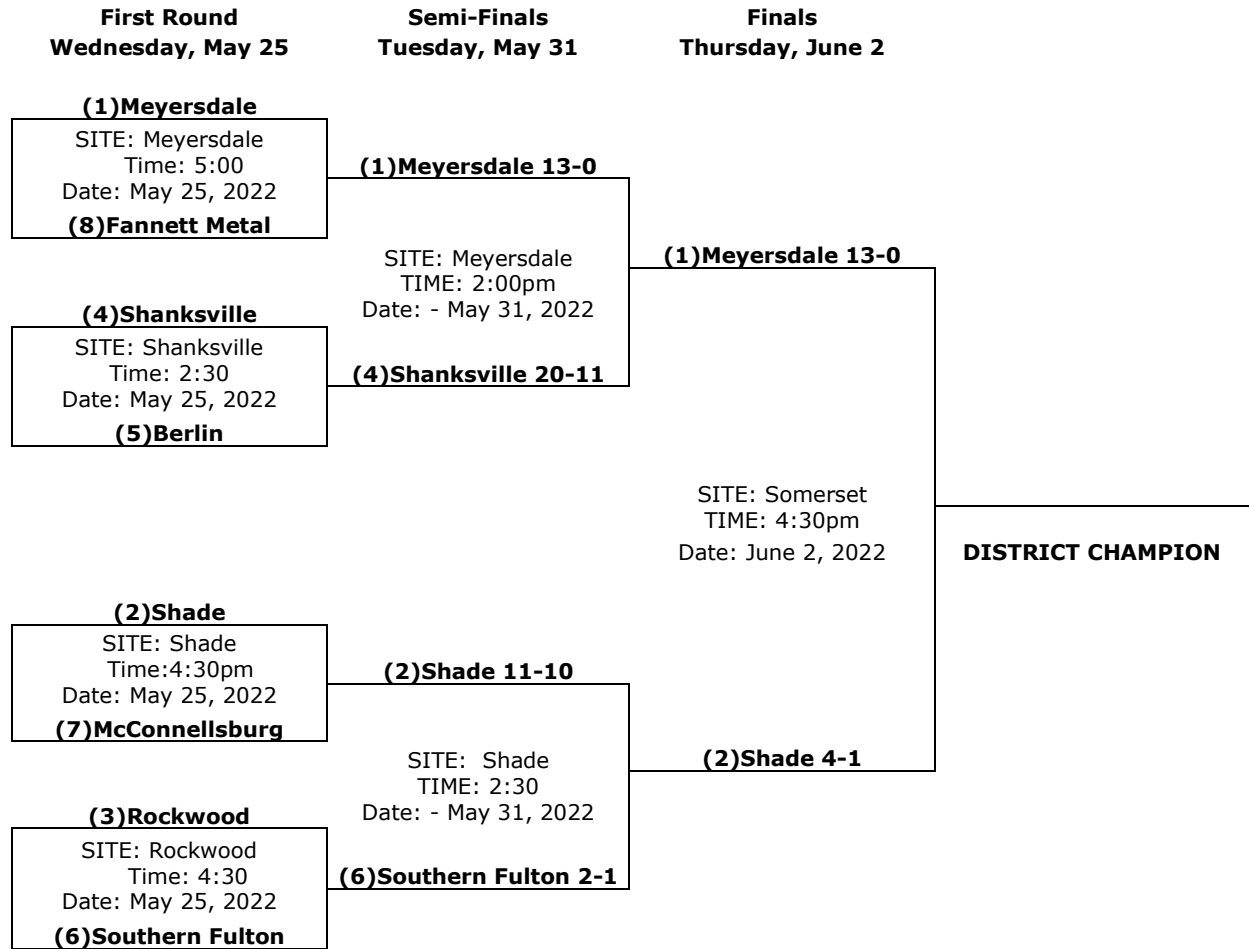 First Round
Wednesday, May 25
Semi-Finals
Tuesday, May 31
Finals
Thursday, June 2
(1)Meyersdale
SITE: Meyersdale
Time: 5:00
Date: May 25, 2022
(8)Fannett Metal
(1)Meyersdale 13-0
SITE: Meyersdale
TIME: 2:00pm
Date: - May 31, 2022
(1)Meyersdale 13-0
(4)Shanksville
SITE: Shanksville
Time: 2:30
Date: May 25, 2022
(5)Berlin
(4)Shanksville 20-11
SITE: Somerset
TIME: 4:30pm
Date: June 2, 2022
DISTRICT CHAMPION
(2)Shade
SITE: Shade
Time:4:30pm
Date: May 25, 2022
(7)McConnellsburg
(2)Shade 11-10
SITE:  Shade
TIME: 2:30
Date: - May 31, 2022
(2)Shade 4-1
(3)Rockwood
SITE: Rockwood
Time: 4:30
Date: May 25, 2022
(6)Southern Fulton
(6)Southern Fulton 2-1